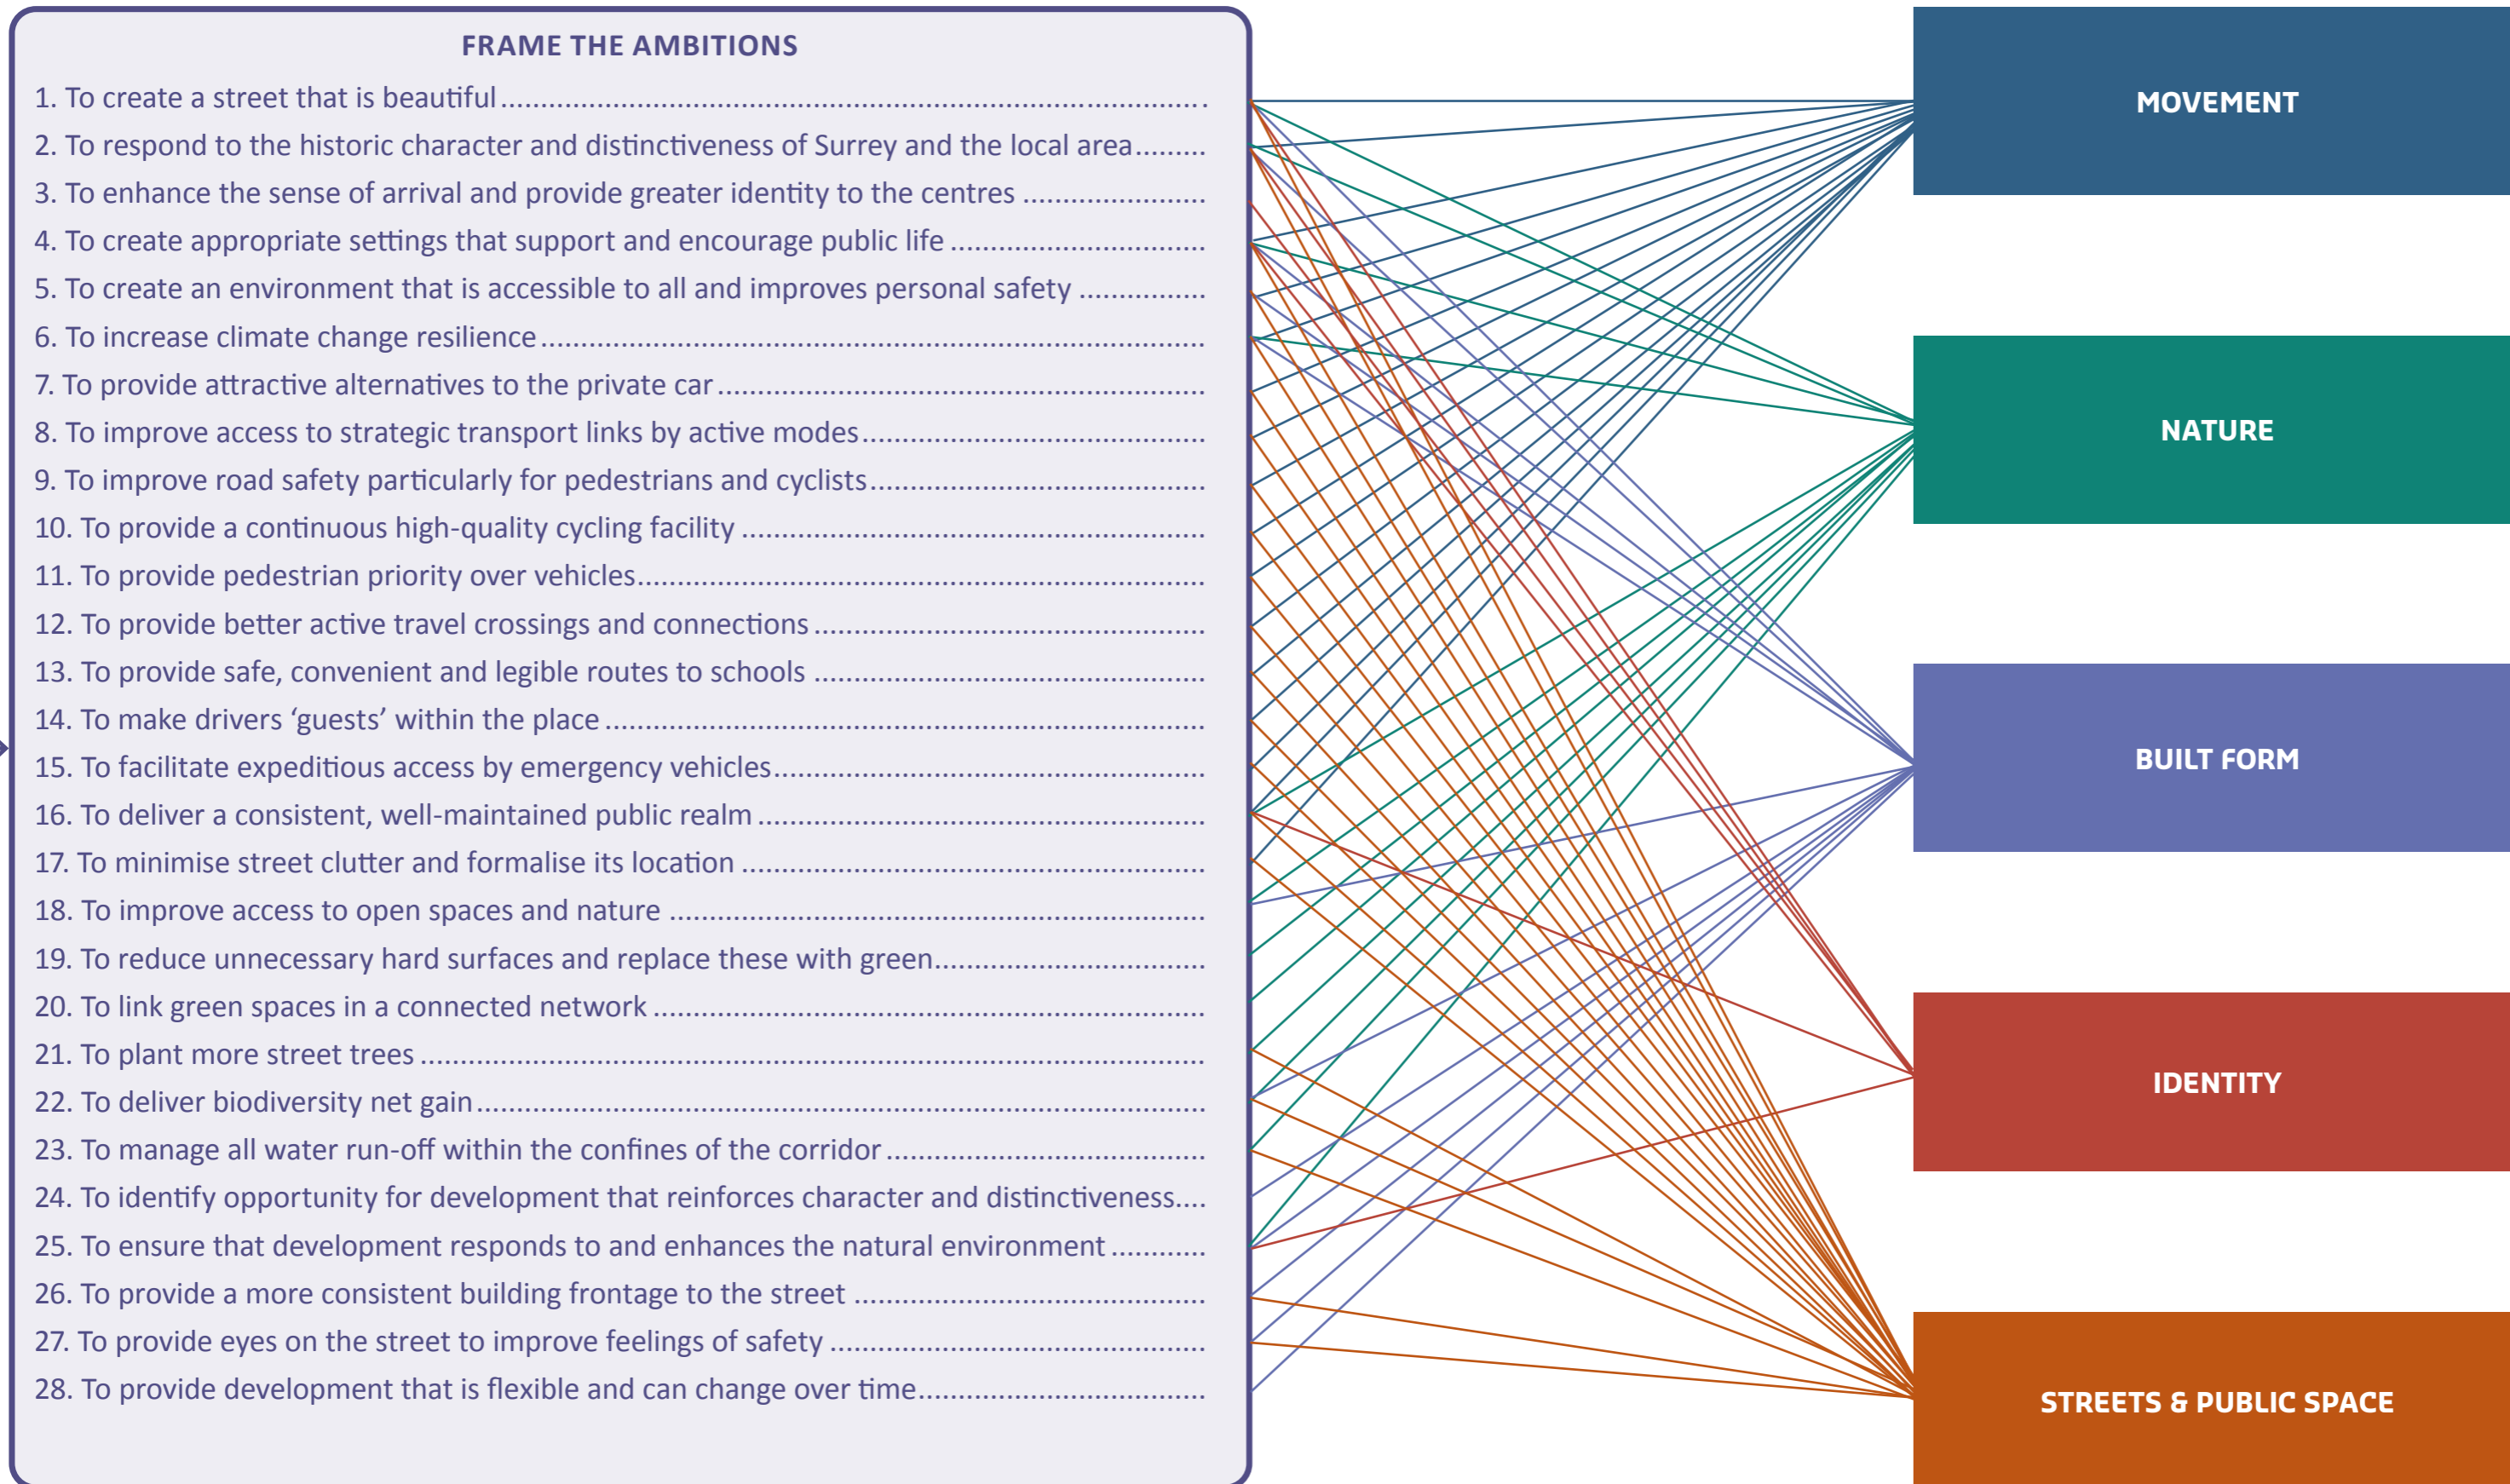 FRAME THE AMBITIONS
1. To create a street that is beautiful
2. To respond to the historic character and distinctiveness of Surrey and the local area
3. To enhance the sense of arrival and provide greater identity to the centres
4. To create appropriate settings that support and encourage public life
5. To create an environment that is accessible to all and improves personal safety
6. To increase climate change resilience
7. To provide attractive alternatives to the private car
8. To improve access to strategic transport links by active modes
9. To improve road safety particularly for pedestrians and cyclists
10. To provide a continuous high-quality cycling facility
11. To provide pedestrian priority over vehicles
12. To provide better active travel crossings and connections
13. To provide safe, convenient and legible routes to schools
14. To make drivers ‘guests’ within the place
15. To facilitate expeditious access by emergency vehicles
16. To deliver a consistent, well-maintained public realm
17. To minimise street clutter and formalise its location
18. To improve access to open spaces and nature
19. To reduce unnecessary hard surfaces and replace these with green
20. To link green spaces in a connected network
21. To plant more street trees
22. To deliver biodiversity net gain
23. To manage all water run-off within the confines of the corridor
24. To identify opportunity for development that reinforces character and distinctiveness
25. To ensure that development responds to and enhances the natural environment
26. To provide a more consistent building frontage to the street
27. To provide eyes on the street to improve feelings of safety
28. To provide development that is flexible and can change over time
MOVEMENT
NATURE
BUILT FORM
IDENTITY
STREETS & PUBLIC SPACE